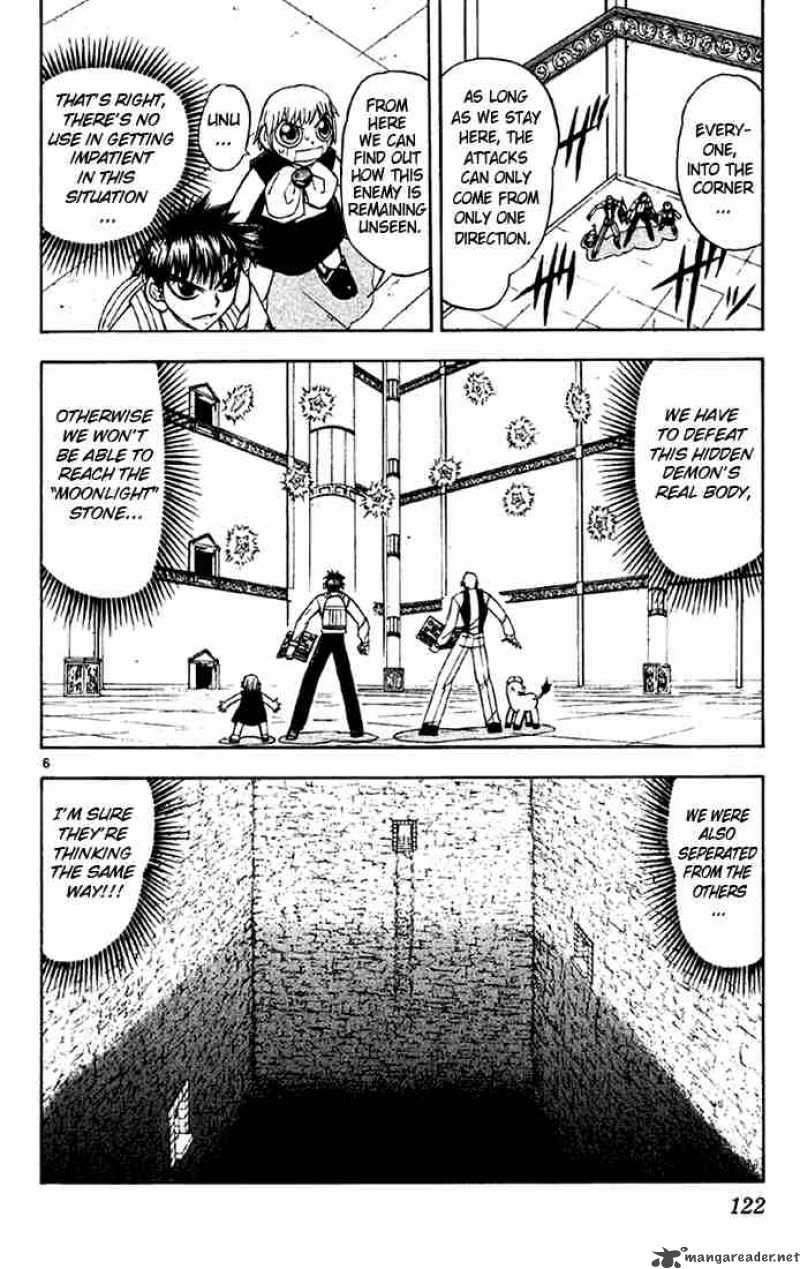 EVERY-
ONE,
INTO THE
CORNER
...
AS LONG
AS WE STAY
HERE, THE
ATTACKS
CAN ONLY
COME FROM
ONLY ONE
DIRECTION.
FROM
HERE
WE CAN
FIND OUT
HOW THIS
ENEMY IS
REMAINING
UNSEEN.
UNU
...
THAT'S RIGHT,
THERE'S NO
USE IN GETTING
IMPATIENT
IN THIS
SITUATION
...
WE HAVE
TO DEFEAT
THIS HIDDEN
DEMON'S
REAL BODY,
OTHERWISE
WE WON'T
BE ABLE TO
REACH THE
"MOONLIGHT"
STONE...
6
WE WERE
ALSO
SEPERATED
FROM THE
OTHERS
...
I'M SURE
THEY'RE
THINKING
THE SAME
WAY!!!
122
mangareader.net